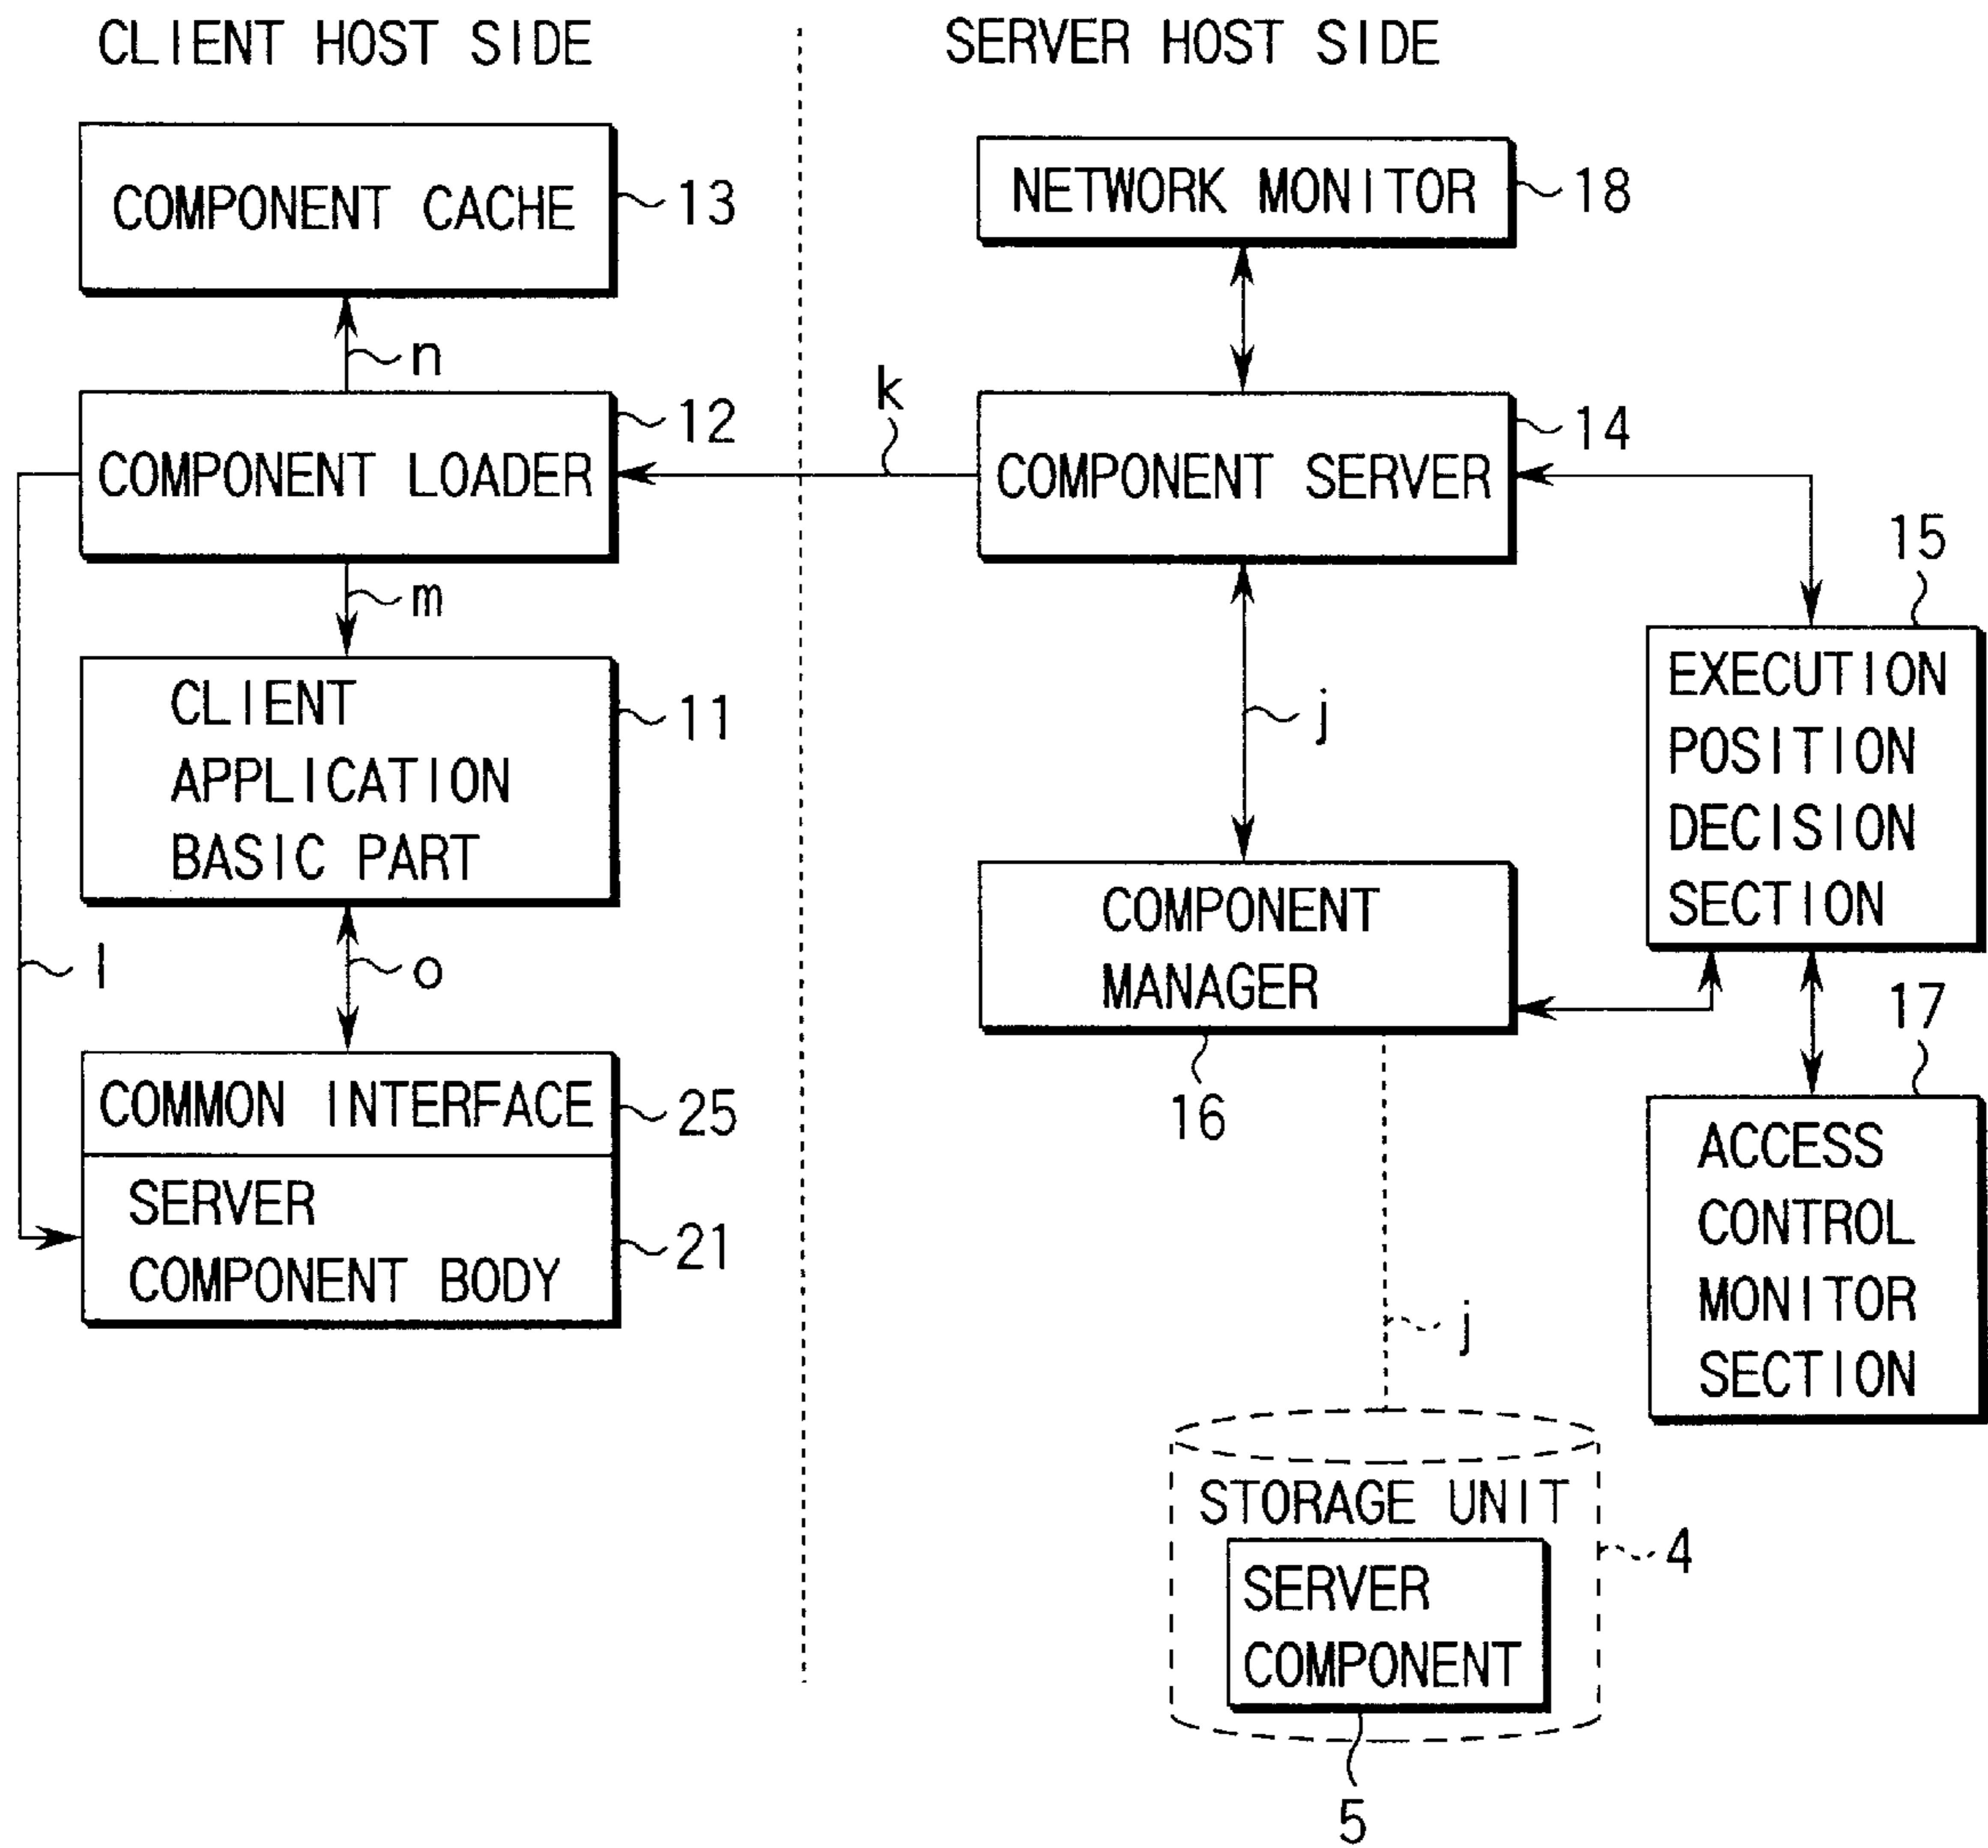 CLIENT HOST SIDE
SERVER HOST SIDE
COMPONENT CACHE
13
NETWORK MONITOR
18
n
COMPONENT LOADER
12
k
COMPONENT SERVER
14
m
15
CLIENT
APPLICATION
BASIC PART
11
j
EXECUTION
POSITION
DECISION
SECTION
l
o
COMPONENT
MANAGER
16
17
COMMON INTERFACE
25
SERVER
COMPONENT BODY
21
ACCESS
CONTROL
MONITOR
SECTION
j
STORAGE UNIT
4
SERVER
COMPONENT
5